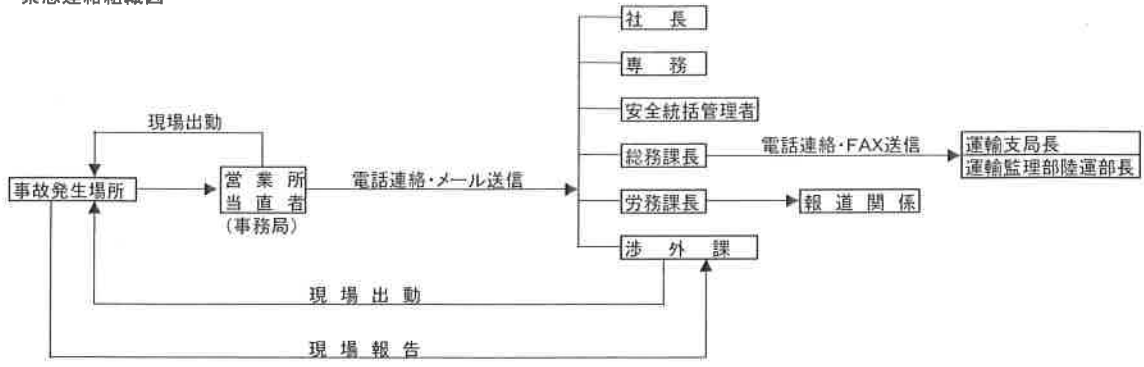 社長
専務
現場出動
安全統括管理者
総務課長
電話連絡・FAX送信
運輸支局長
運輸監理部陸運部長
事故発生場所
営業所
当直者
(事務局)
電話連絡・メール送信
労務課長
報道関係
渉外課
現場出動
現場報告